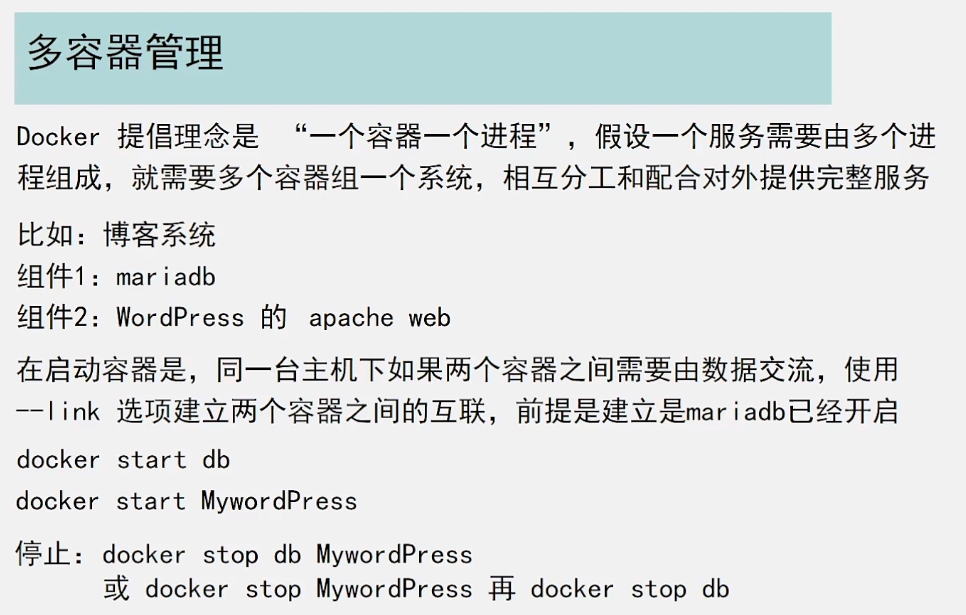 多容器管理
Docker 提倡理念是 “一个容器一个进程”，假设一个服务需要由多个进
程组成，就需要多个容器组一个系统，相互分工和配合对外提供完整服务
比如：博客系统
组件1：mariadb
组件2：WordPress 的 apache web
在启动容器是，同一台主机下如果两个容器之间需要由数据交流，使用
--link 选项建立两个容器之间的互联，前提是建立是mariadb已经开启
docker start db
docker start MywordPress
停止：docker stop db MywordPress
或 docker stop MywordPress 再 docker stop db